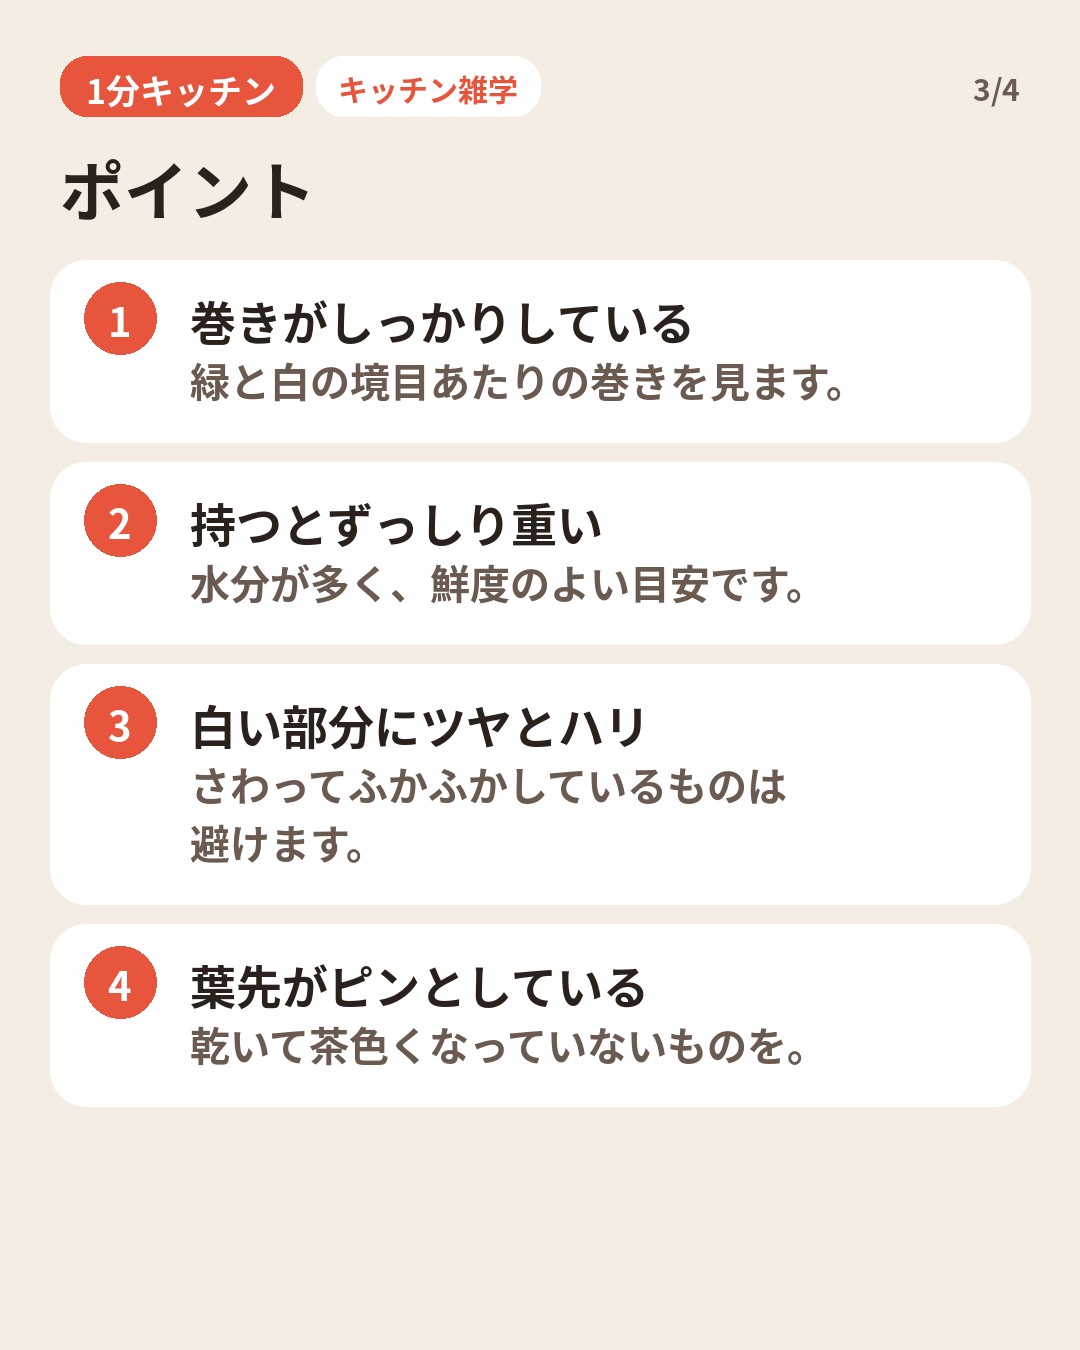 1分キッチン
キッチン雑学
3/4
ポイント
1
巻きがしっかりしている
緑と白の境目あたりの巻きを見ます。
2
持つとずっしり重い
水分が多く、鮮度のよい目安です。
3
白い部分にツヤとハリ
さわってふかふかしているものは
避けます。
4
葉先がピンとしている
乾いて茶色くなっていないものを。